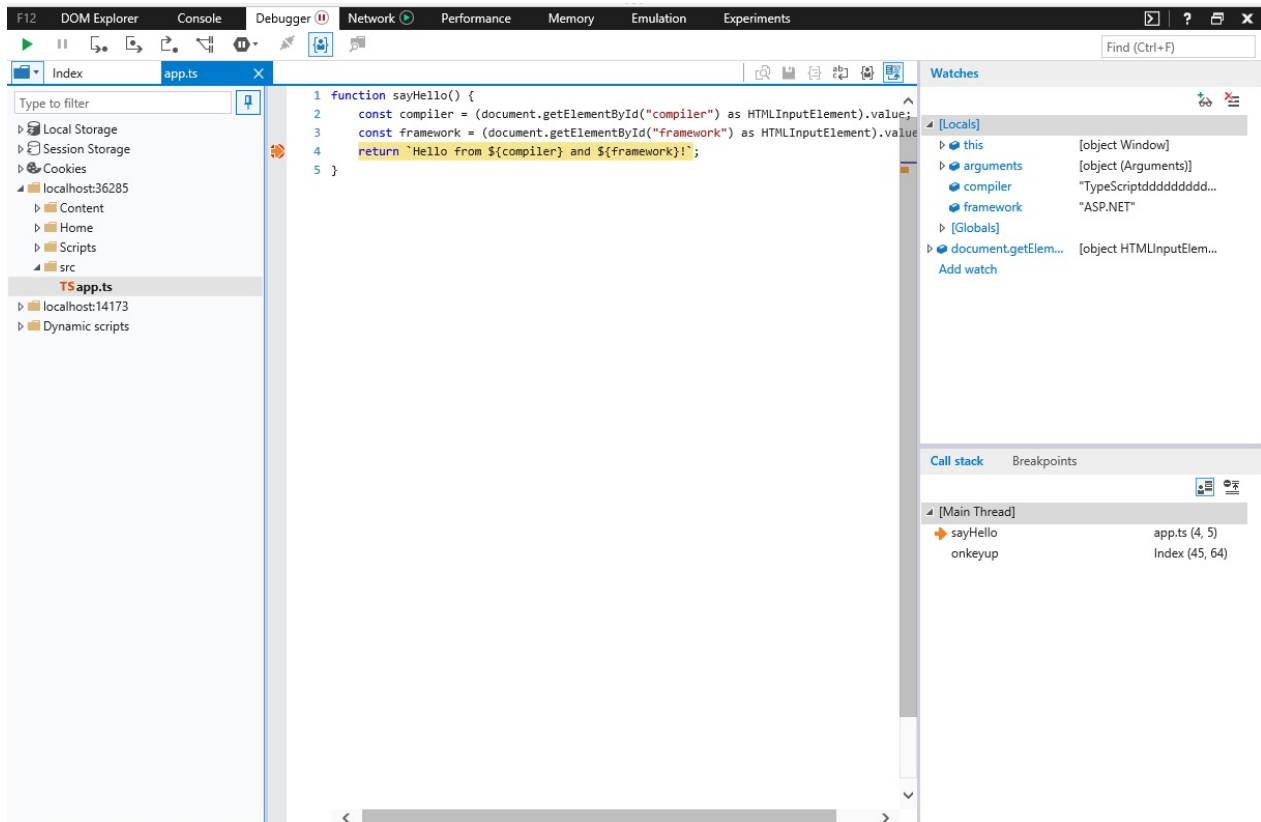 F12 DOM Explorer Console Debugger Network Performance Memory Emulation Experiments ?
Find (Ctrl+F)
Index app.ts
Type to filter
Local Storage
Session Storage
Cookies
localhost:36285
Content
Home
Scripts
src
TS app.ts
localhost:14173
Dynamic scripts
1 function sayHello() {
2 const compiler = (document.getElementById("compiler") as HTMLInputElement).value;
3 const framework = (document.getElementById("framework") as HTMLInputElement).value
4 return `Hello from ${compiler} and ${framework}!`;
5 }
Watches
[Locals]
this [object Window]
arguments [object (Arguments)]
compiler "TypeScriptdddddddddd...
framework "ASP.NET"
[Globals]
document.getElem... [object HTMLInputElem...
Add watch
Call stack Breakpoints
[Main Thread]
sayHello app.ts (4, 5)
onkeyup Index (45, 64)